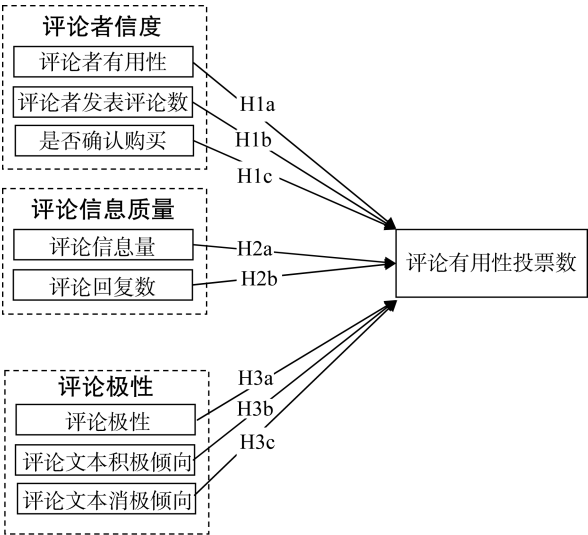 评论者信度
评论者有用性
评论者发表评论数
是否确认购买
H1a
H1b
H1c
评论信息质量
评论信息量
评论回复数
H2a
H2b
评论有用性投票数
评论极性
评论极性
评论文本积极倾向
评论文本消极倾向
H3a
H3b
H3c